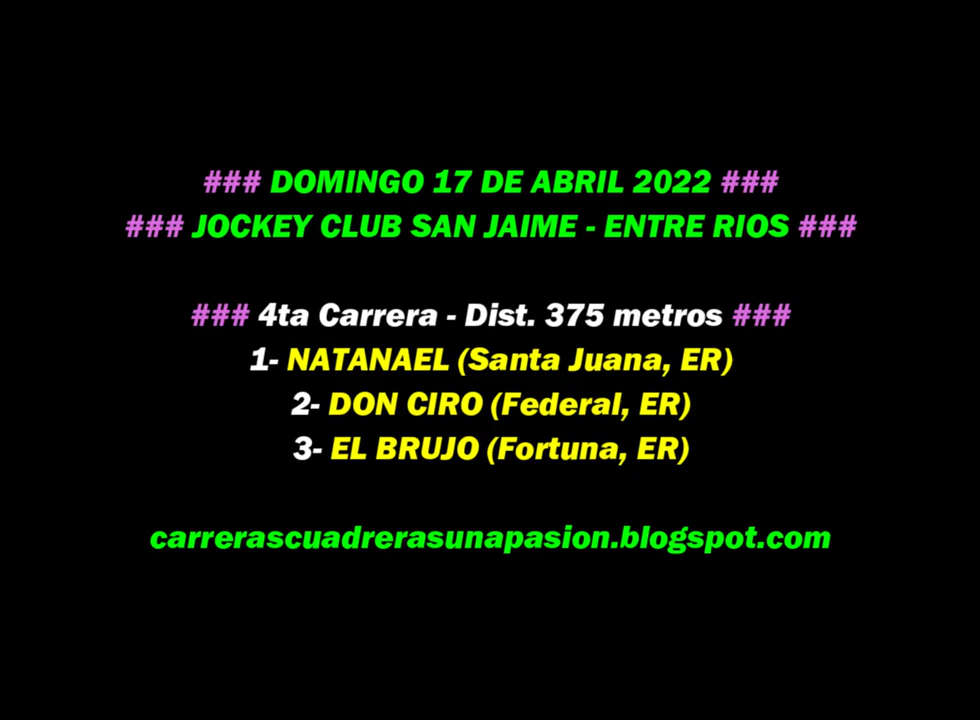 ### DOMINGO 17 DE ABRIL 2022 ###
### JOCKEY CLUB SAN JAIME - ENTRE RIOS ###
### 4ta Carrera - Dist. 375 metros ###
1- NATANAEL (Santa Juana, ER)
2- DON CIRO (Federal, ER)
3- EL BRUJO (Fortuna, ER)
carrerascuadrerasunapasion.blogspot.com